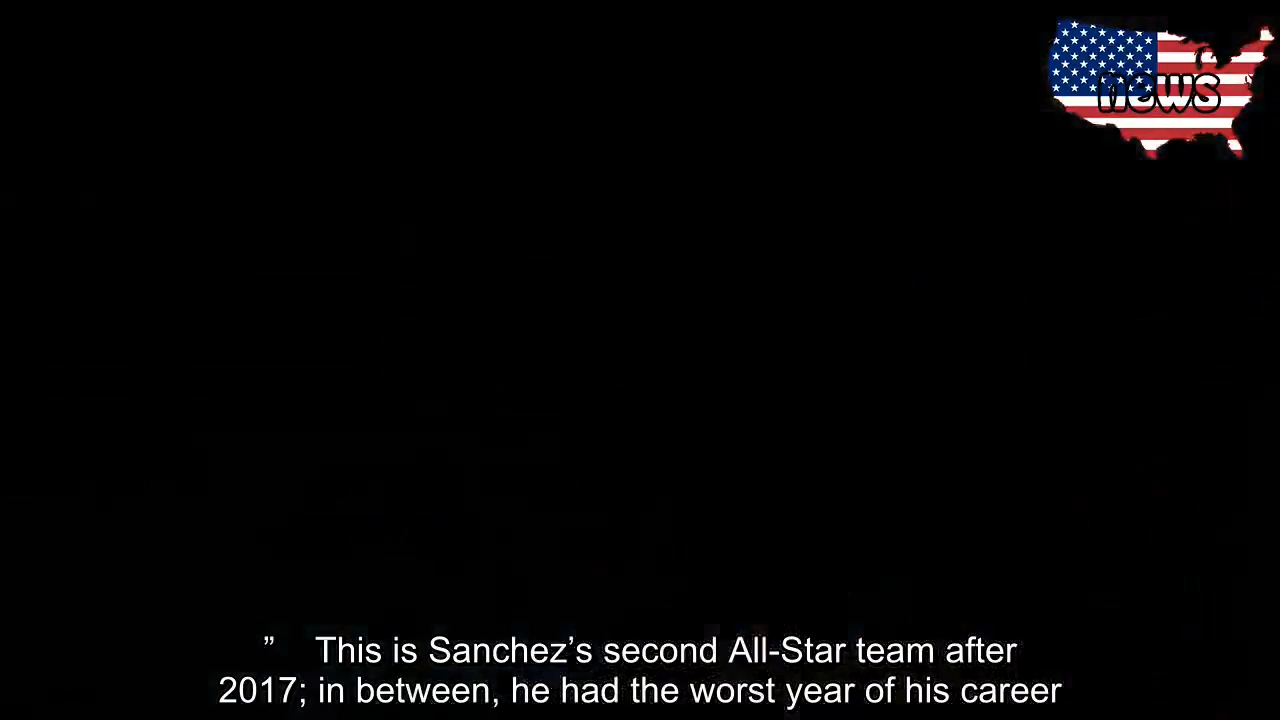 news
” This is Sanchez’s second All-Star team after
2017; in between, he had the worst year of his career